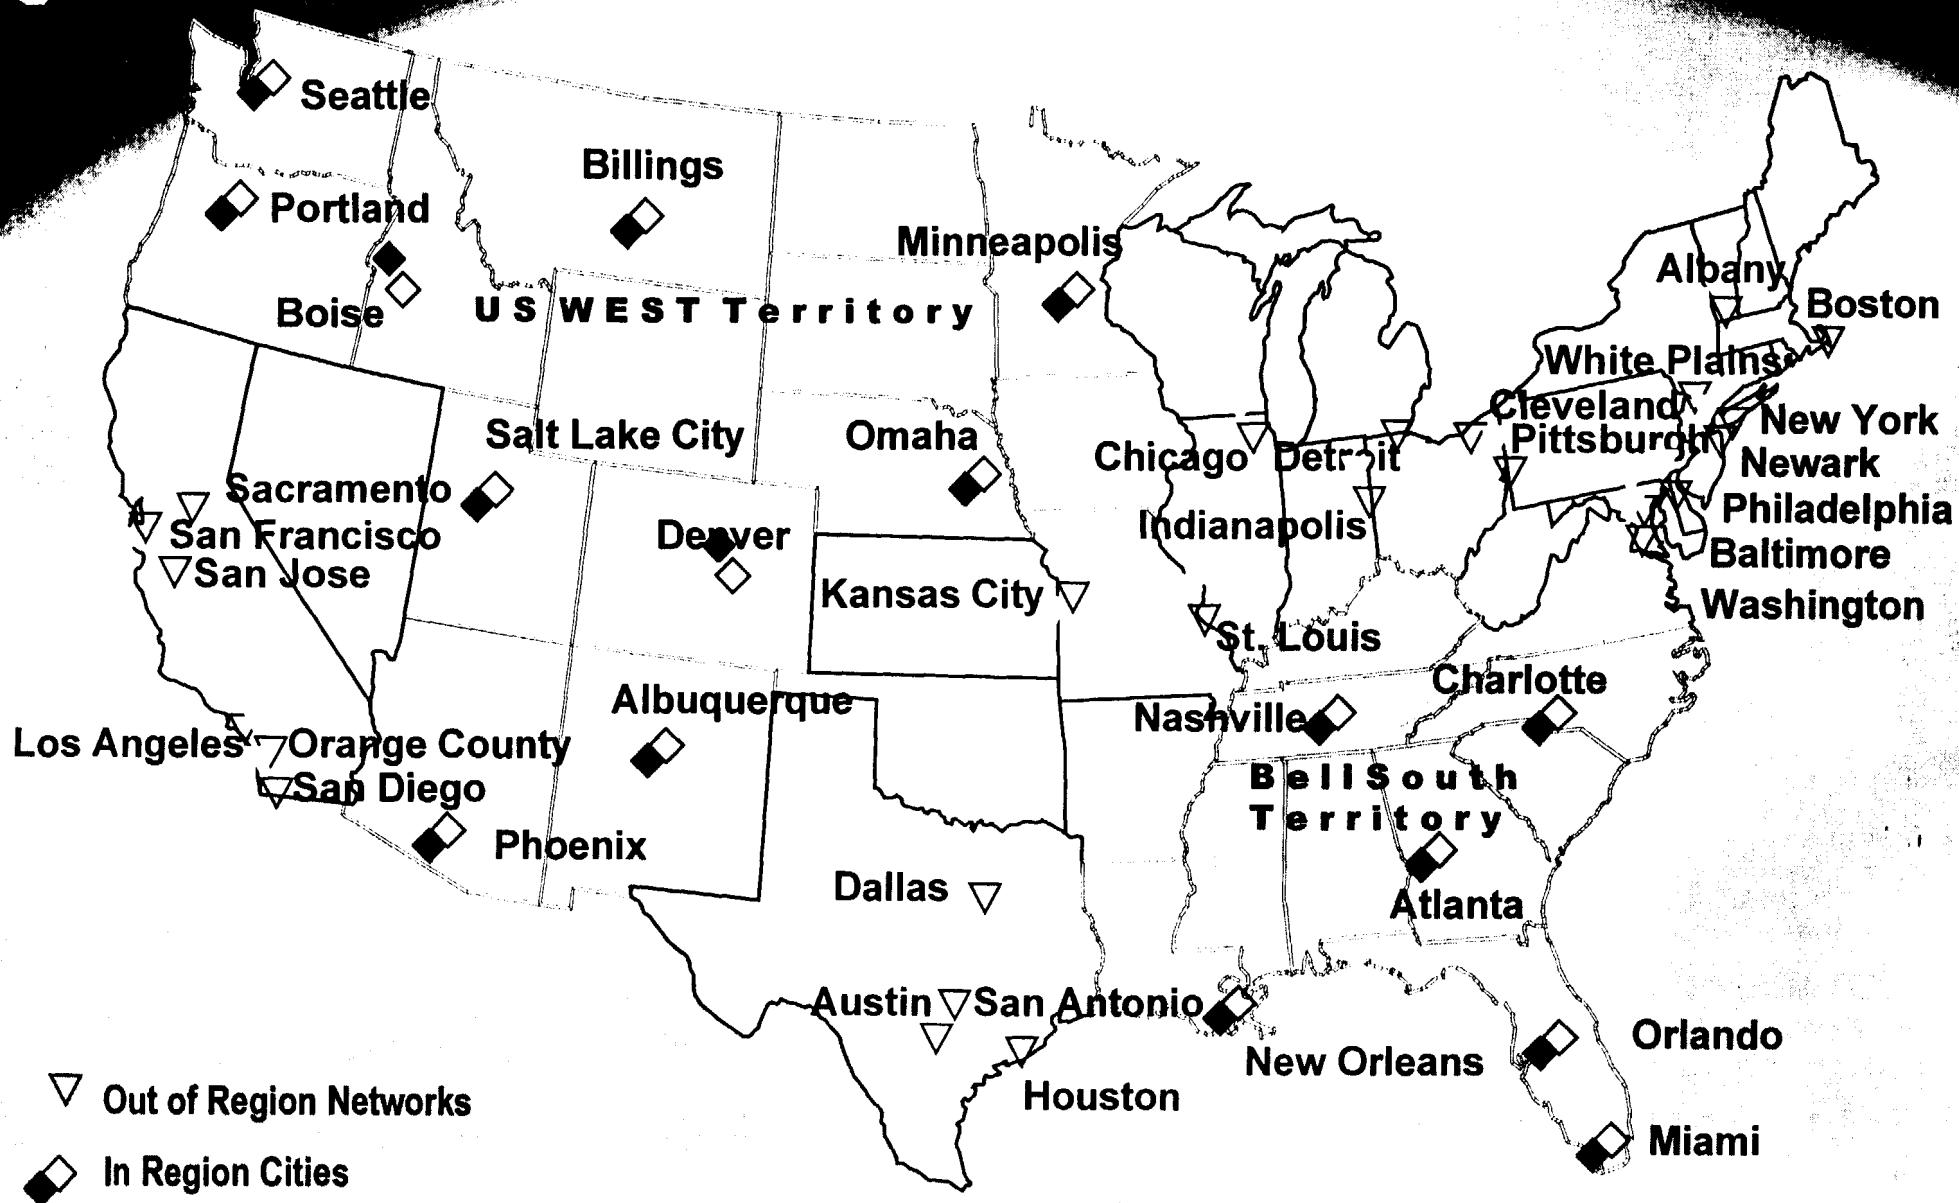 Seattle
Billings
Portland
Minneapolis
Albany
Boise
US WEST Territory
Boston
White Plains
Cleveland
New York
Salt Lake City
Omaha
Chicago
Detroit
Pittsburgh
Newark
Sacramento
Philadelphia
San Francisco
Denver
Indianapolis
Baltimore
San Jose
Kansas City
Washington
St. Louis
Charlotte
Albuquerque
Nashville
Los Angeles
Orange County
BellSouth
Territory
San Diego
Phoenix
Dallas
Atlanta
Austin
San Antonio
Orlando
New Orleans
Houston
Out of Region Networks
Miami
In Region Cities